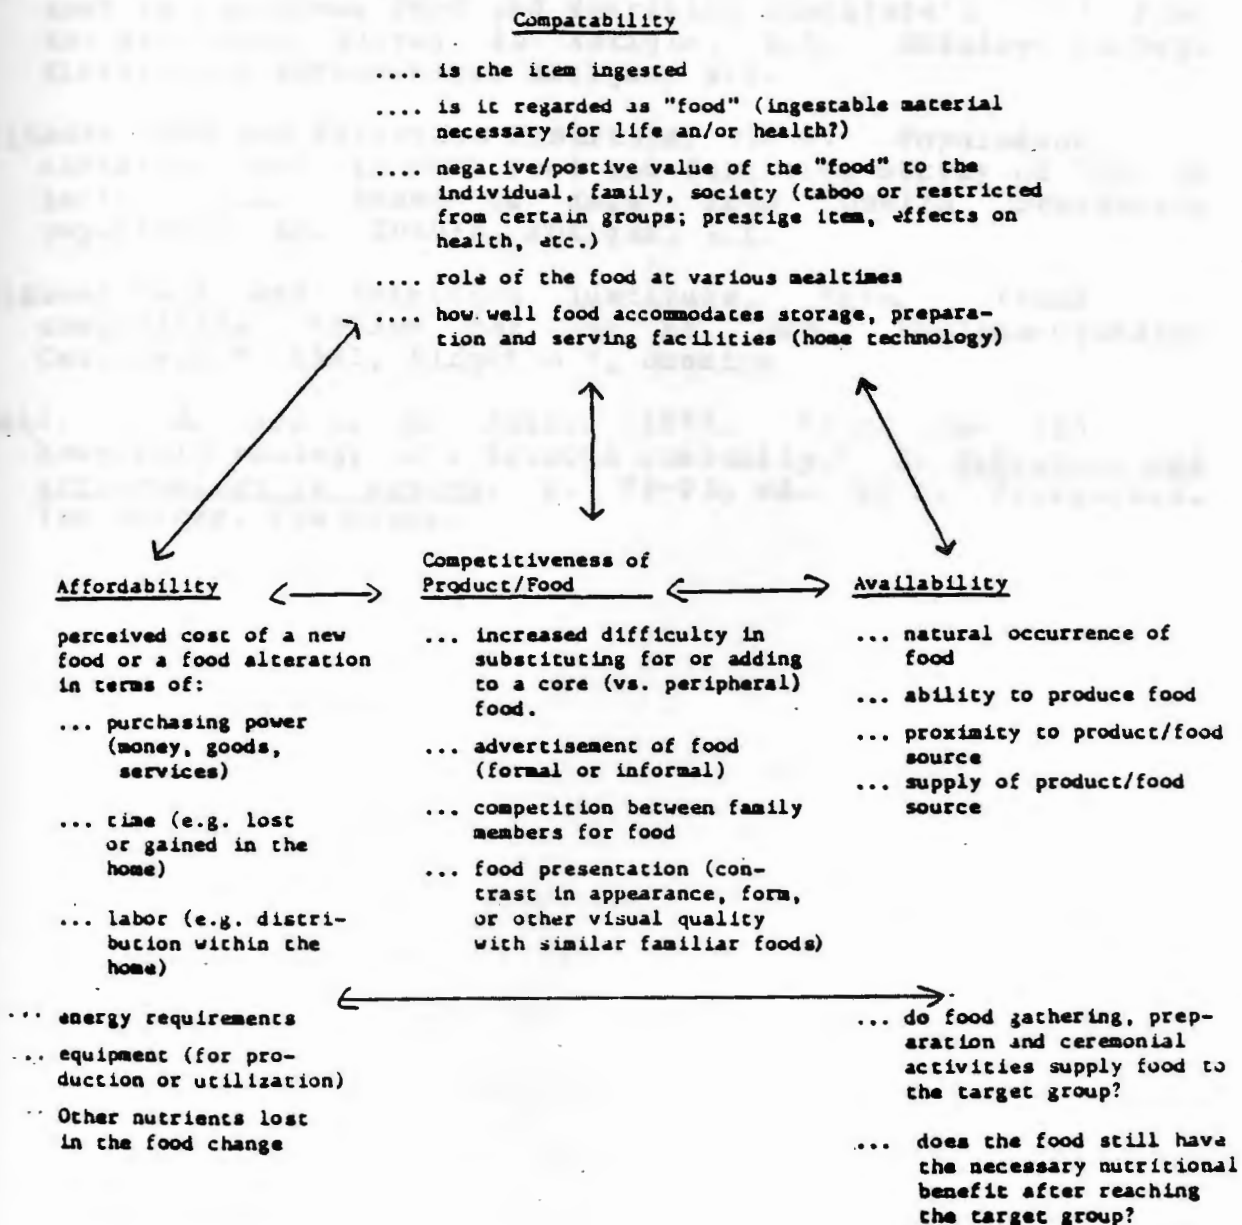 Compatability
.... is the item ingested
.... is it regarded as "food" (ingestable material
necessary for life an/or health?)
.... negative/postive value of the "food" to the
individual, family, society (taboo or restricted
from certain groups; prestige item, effects on
health, etc.)
.... role of the food at various mealtimes
.... how well food accommodates storage, prepara-
tion and serving facilities (home technology)
Affordability
perceived cost of a new
food or a food alteration
in terms of:
... purchasing power
(money, goods,
services)
... time (e.g. lost
or gained in the
home)
... labor (e.g. distri-
bution within the
home)
... energy requirements
... equipment (for pro-
duction or utilization)
.. Other nutrients lost
in the food change
Competitiveness of
Product/Food
... increased difficulty in
substituting for or adding
to a core (vs. peripheral)
food.
... advertisement of food
(formal or informal)
... competition between family
members for food
... food presentation (con-
trast in appearance, form,
or other visual quality
with similar familiar foods)
Availability
... natural occurrence of
food
... ability to produce food
... proximity to product/food
source
... supply of product/food
source
... do food gathering, prep-
aration and ceremonial
activities supply food to
the target group?
... does the food still have
the necessary nutritional
benefit after reaching
the target group?